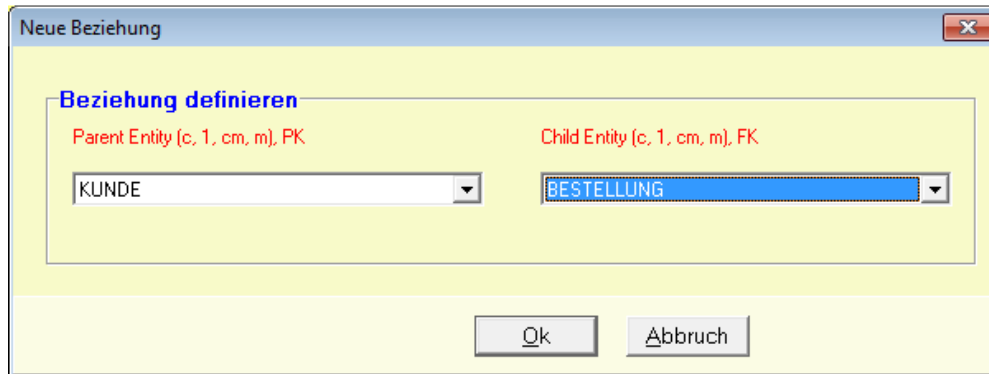 Neue Beziehung
Beziehung definieren
Parent Entity (c, 1, cm, m), PK
Child Entity (c, 1, cm, m), FK
KUNDE
BESTELLUNG
Ok
Abbruch